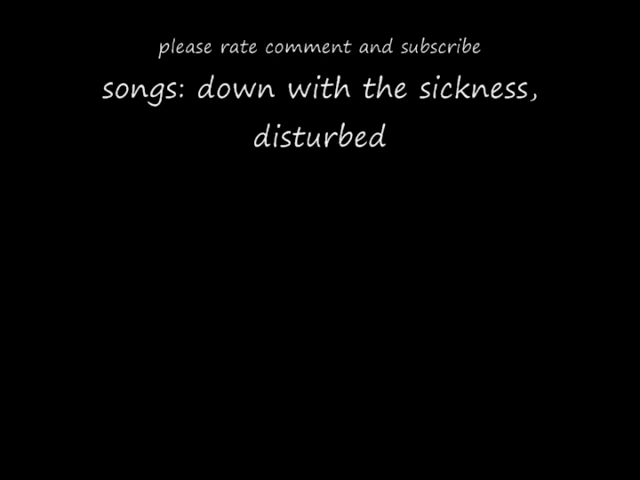 please rate comment and subscribe
songs: down with the sickness,
disturbed